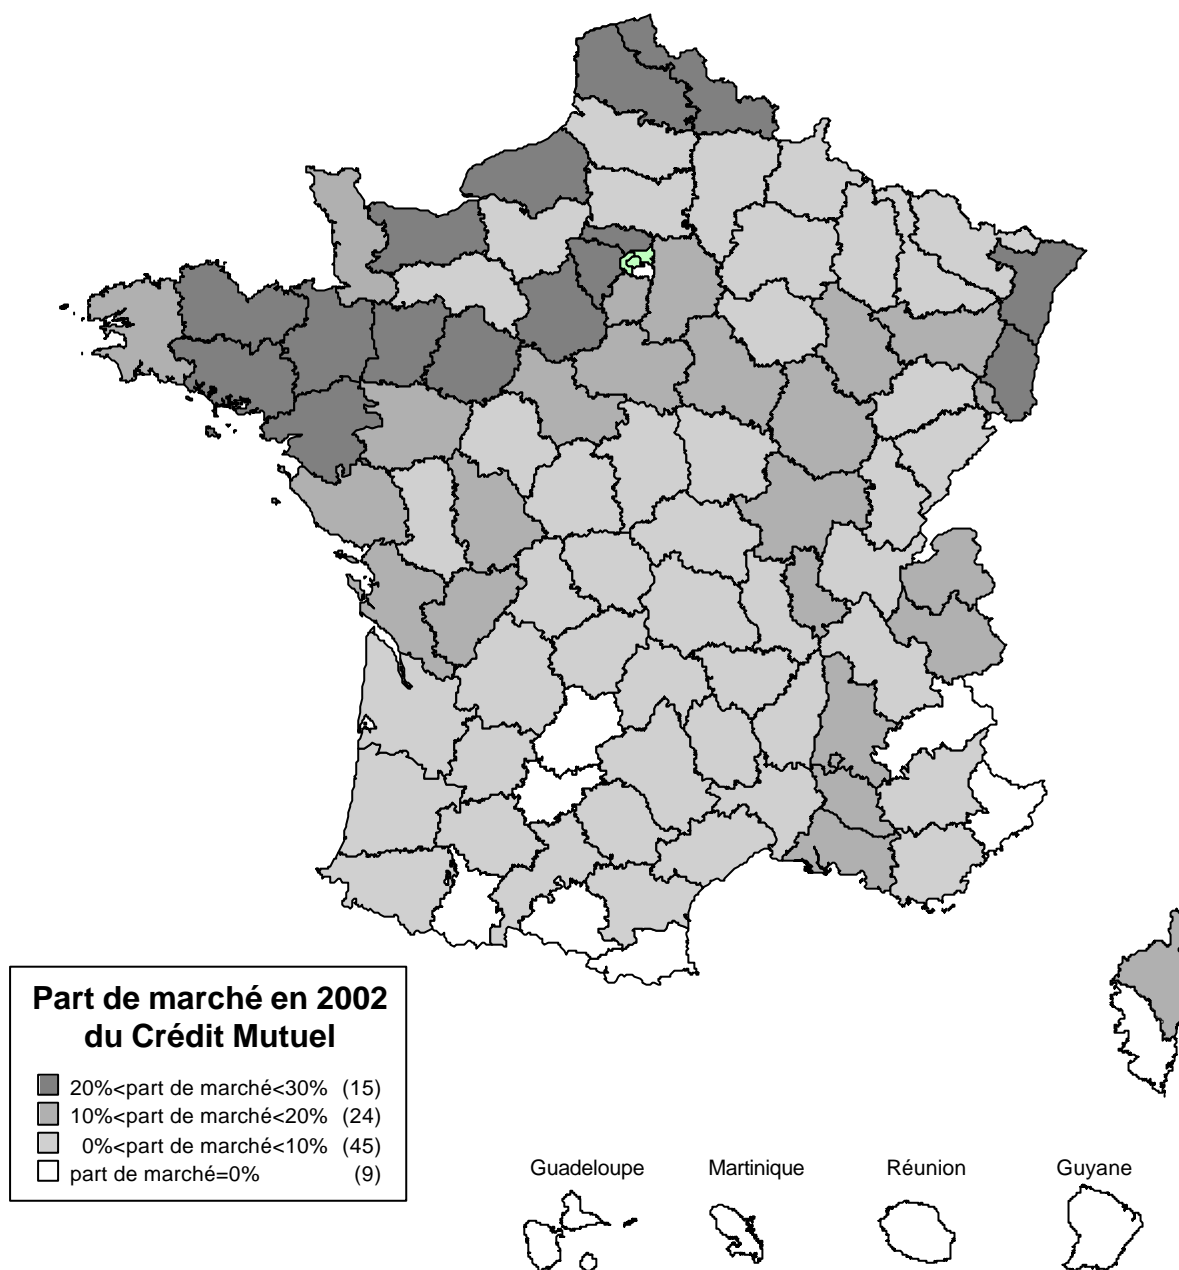 Part de marché en 2002
du Crédit Mutuel
20%<part de marché<30% (15)
10%<part de marché<20% (24)
0%<part de marché<10% (45)
part de marché=0% (9)
Guadeloupe Martinique Réunion Guyane